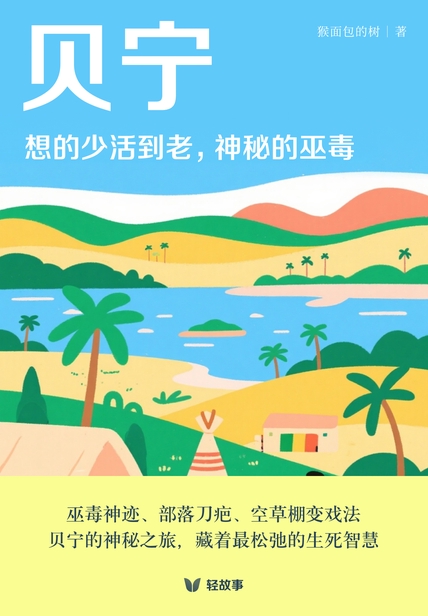 猴面包的树｜著
贝宁
想的少活到老，神秘的巫毒
巫毒神迹、部落刀疤、空草棚变戏法
贝宁的神秘之旅，藏着最松弛的生死智慧
轻故事